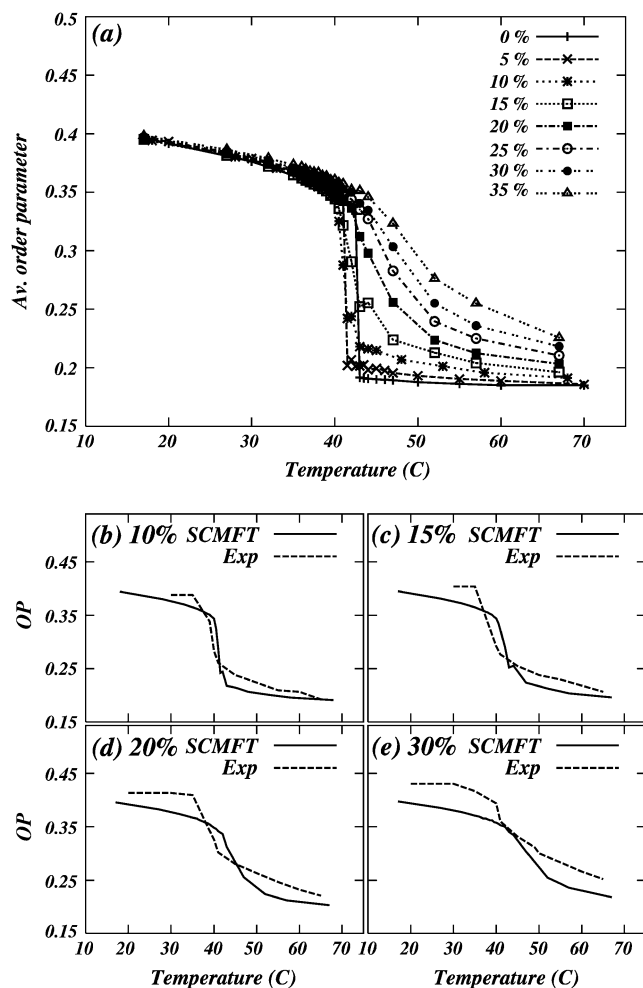 (a)
0 %
5 %
10 %
15 %
20 %
25 %
30 %
35 %
Av. order parameter
0.5
0.45
0.4
0.35
0.3
0.25
0.2
0.15
10 20 30 40 50 60 70
Temperature (C)
(b) 10% SCMFT
Exp
(c) 15% SCMFT
Exp
OP
0.45
0.35
0.25
0.15
(d) 20% SCMFT
Exp
(e) 30% SCMFT
Exp
OP
0.45
0.35
0.25
0.15
10 20 30 40 50 60 70
10 20 30 40 50 60 70
Temperature (C)
Temperature (C)